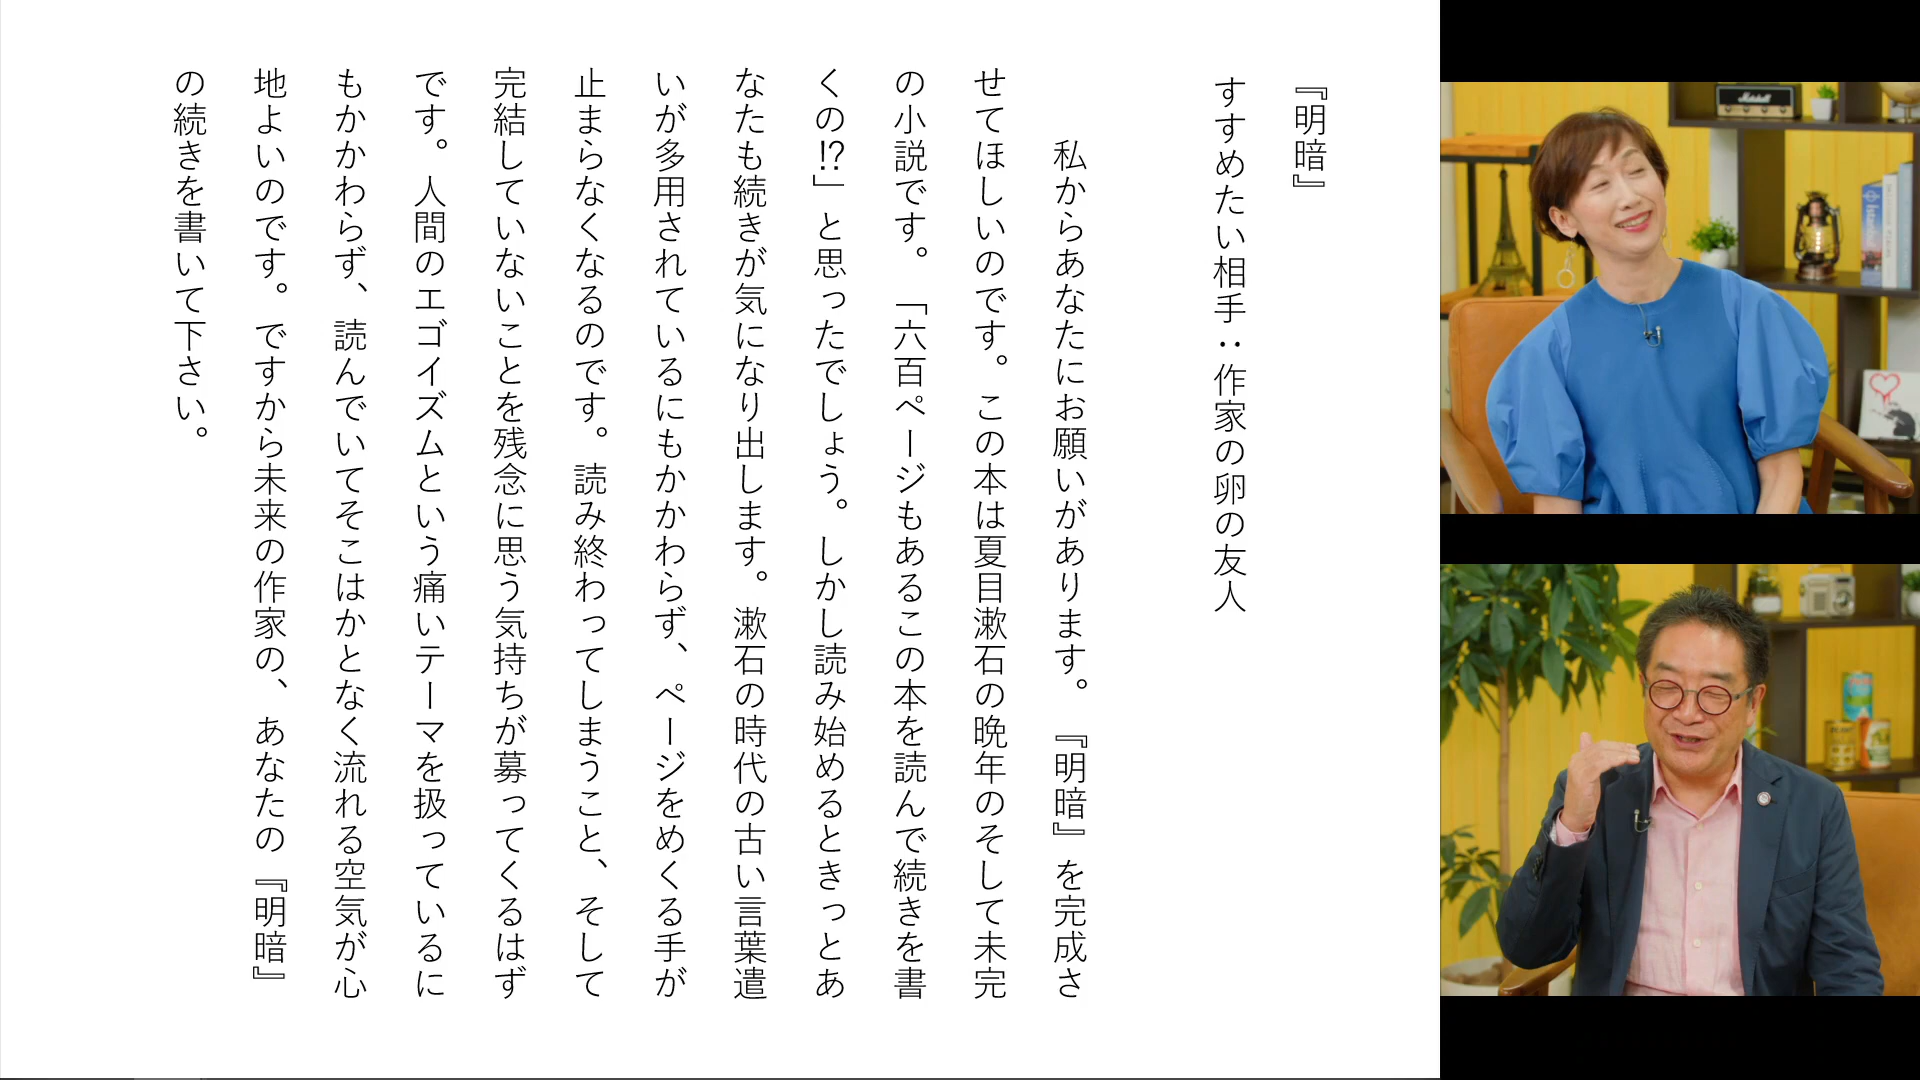 『明暗』
すすめたい相手：作家の卵の友人
私からあなたにお願いがあります。『明暗』を完成さ
せてほしいのです。この本は夏目漱石の晩年のそして未完
の小説です。「六百ページもあるこの本を読んで続きを書
くの⁉」と思ったでしょう。しかし読み始めるときっとあ
なたも続きが気になり出します。漱石の時代の古い言葉遣
いが多用されているにもかかわらず、ページをめくる手が
止まらなくなるのです。読み終わってしまうこと、そして
完結していないことを残念に思う気持ちが募ってくるはず
です。人間のエゴイズムという痛いテーマを扱っているに
もかかわらず、読んでいてそこはかとなく流れる空気が心
地よいのです。ですから未来の作家の、あなたの『明暗』
の続きを書いて下さい。
Marshall